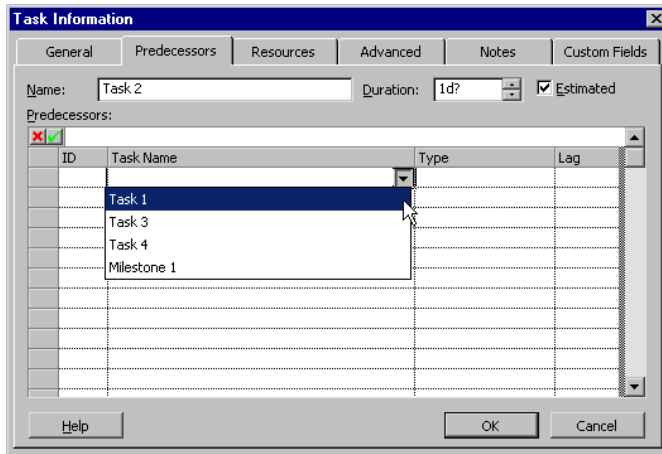 Task Information
General Predecessors Resources Advanced Notes Custom Fields
Name: Task 2 Duration: 1d? Estimated
Predecessors:
ID Task Name Type Lag
Task 1
Task 3
Task 4
Milestone 1
Help OK Cancel